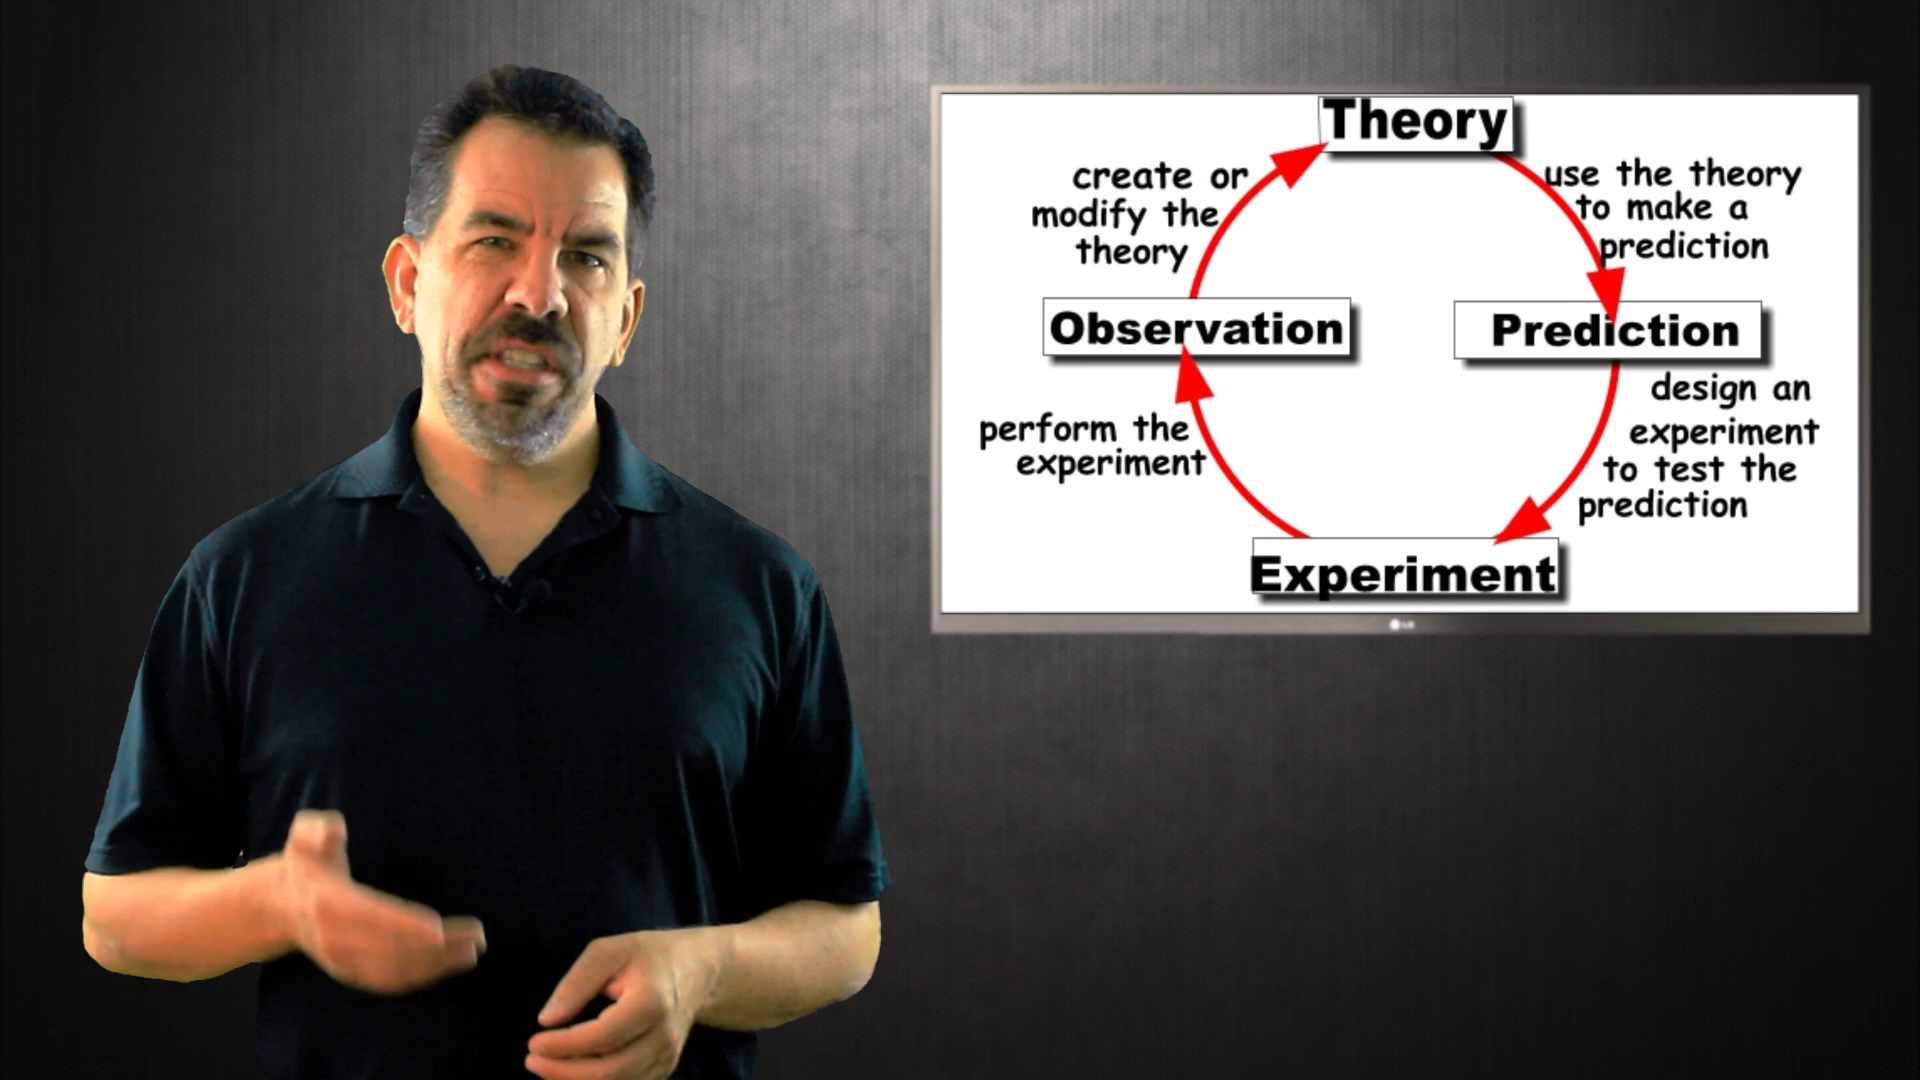 Theory
create or
modify the
theory
use the theory
to make a
prediction
Observation
Prediction
perform the
experiment
design an
experiment
to test the
prediction
Experiment
LG